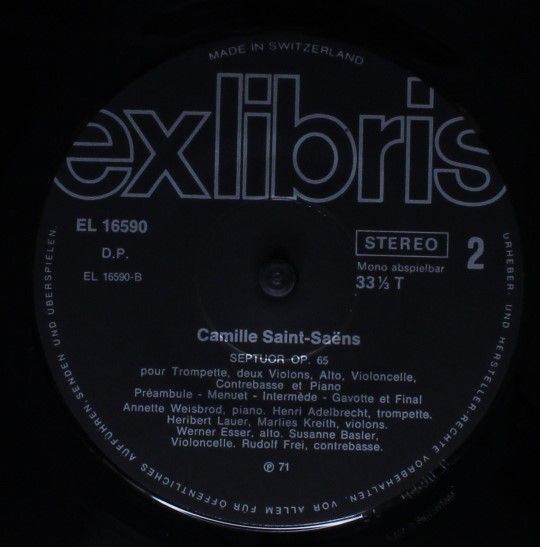 MADE IN SWITZERLAND
exlibris
EL 16590
D.P.
EL 16590-B
STEREO
Mono abspielbar
33⅓ T
2
Camille Saint-Saëns
SEPTUOR OP. 65
pour Trompette, deux Violons, Alto, Violoncelle,
Contrebasse et Piano
Préambule - Menuet - Intermède - Gavotte et Final
Annette Weisbrod, piano. Henri Adelbrecht, trompette.
Heribert Lauer, Marlies Kreith, violons.
Werner Esser, alto. Susanne Basler,
Violoncelle. Rudolf Frei, contrebasse.
℗ 71
URHEBER- UND HERSTELLER-RECHTE VORBEHALTEN, VOR ALLEM FÜR ÖFFENTLICHES AUFFÜHREN, SENDEN UND ÜBERSPIELEN.